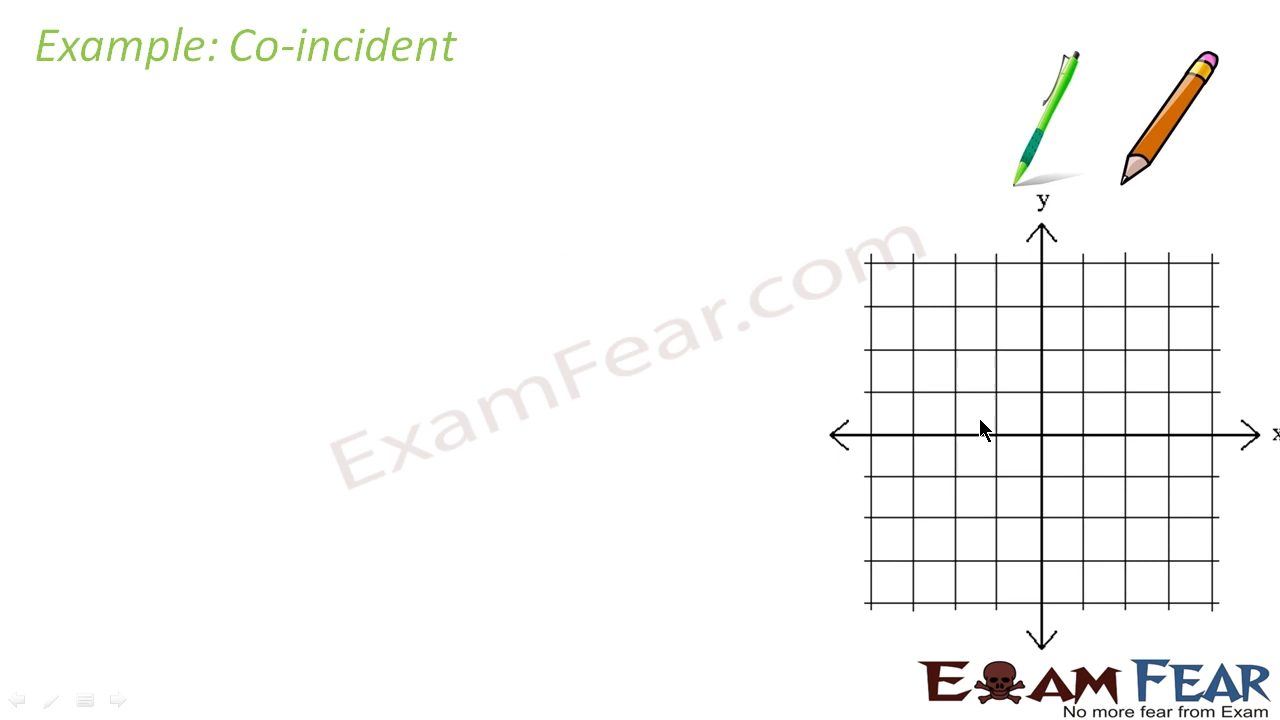 Example: Co-incident
y
ExamFear.com
x
EXAM FEAR
No more fear from Exam